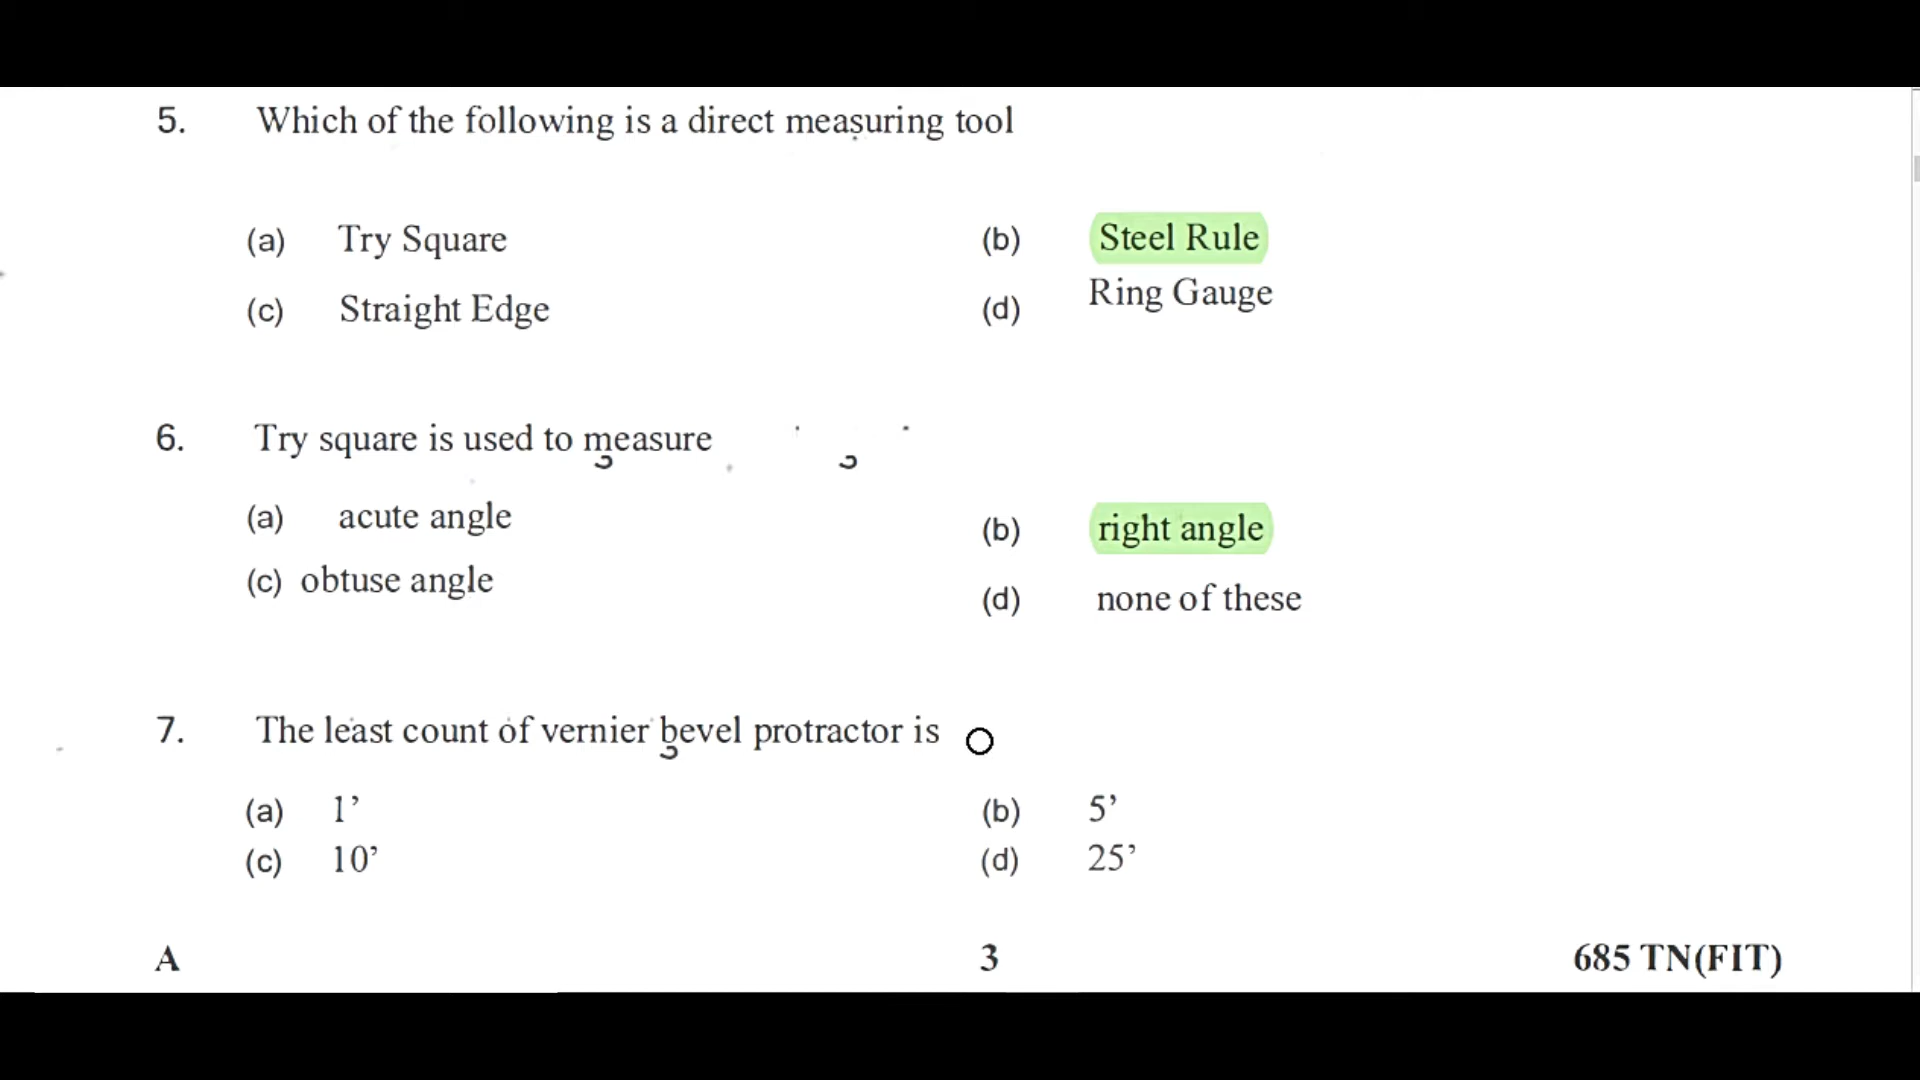 5. Which of the following is a direct measuring tool
(a) Try Square (b) Steel Rule
(c) Straight Edge (d) Ring Gauge
6. Try square is used to measure
(a) acute angle (b) right angle
(c) obtuse angle (d) none of these
7. The least count of vernier bevel protractor is
(a) 1’ (b) 5’
(c) 10’ (d) 25’
A 3 685 TN(FIT)